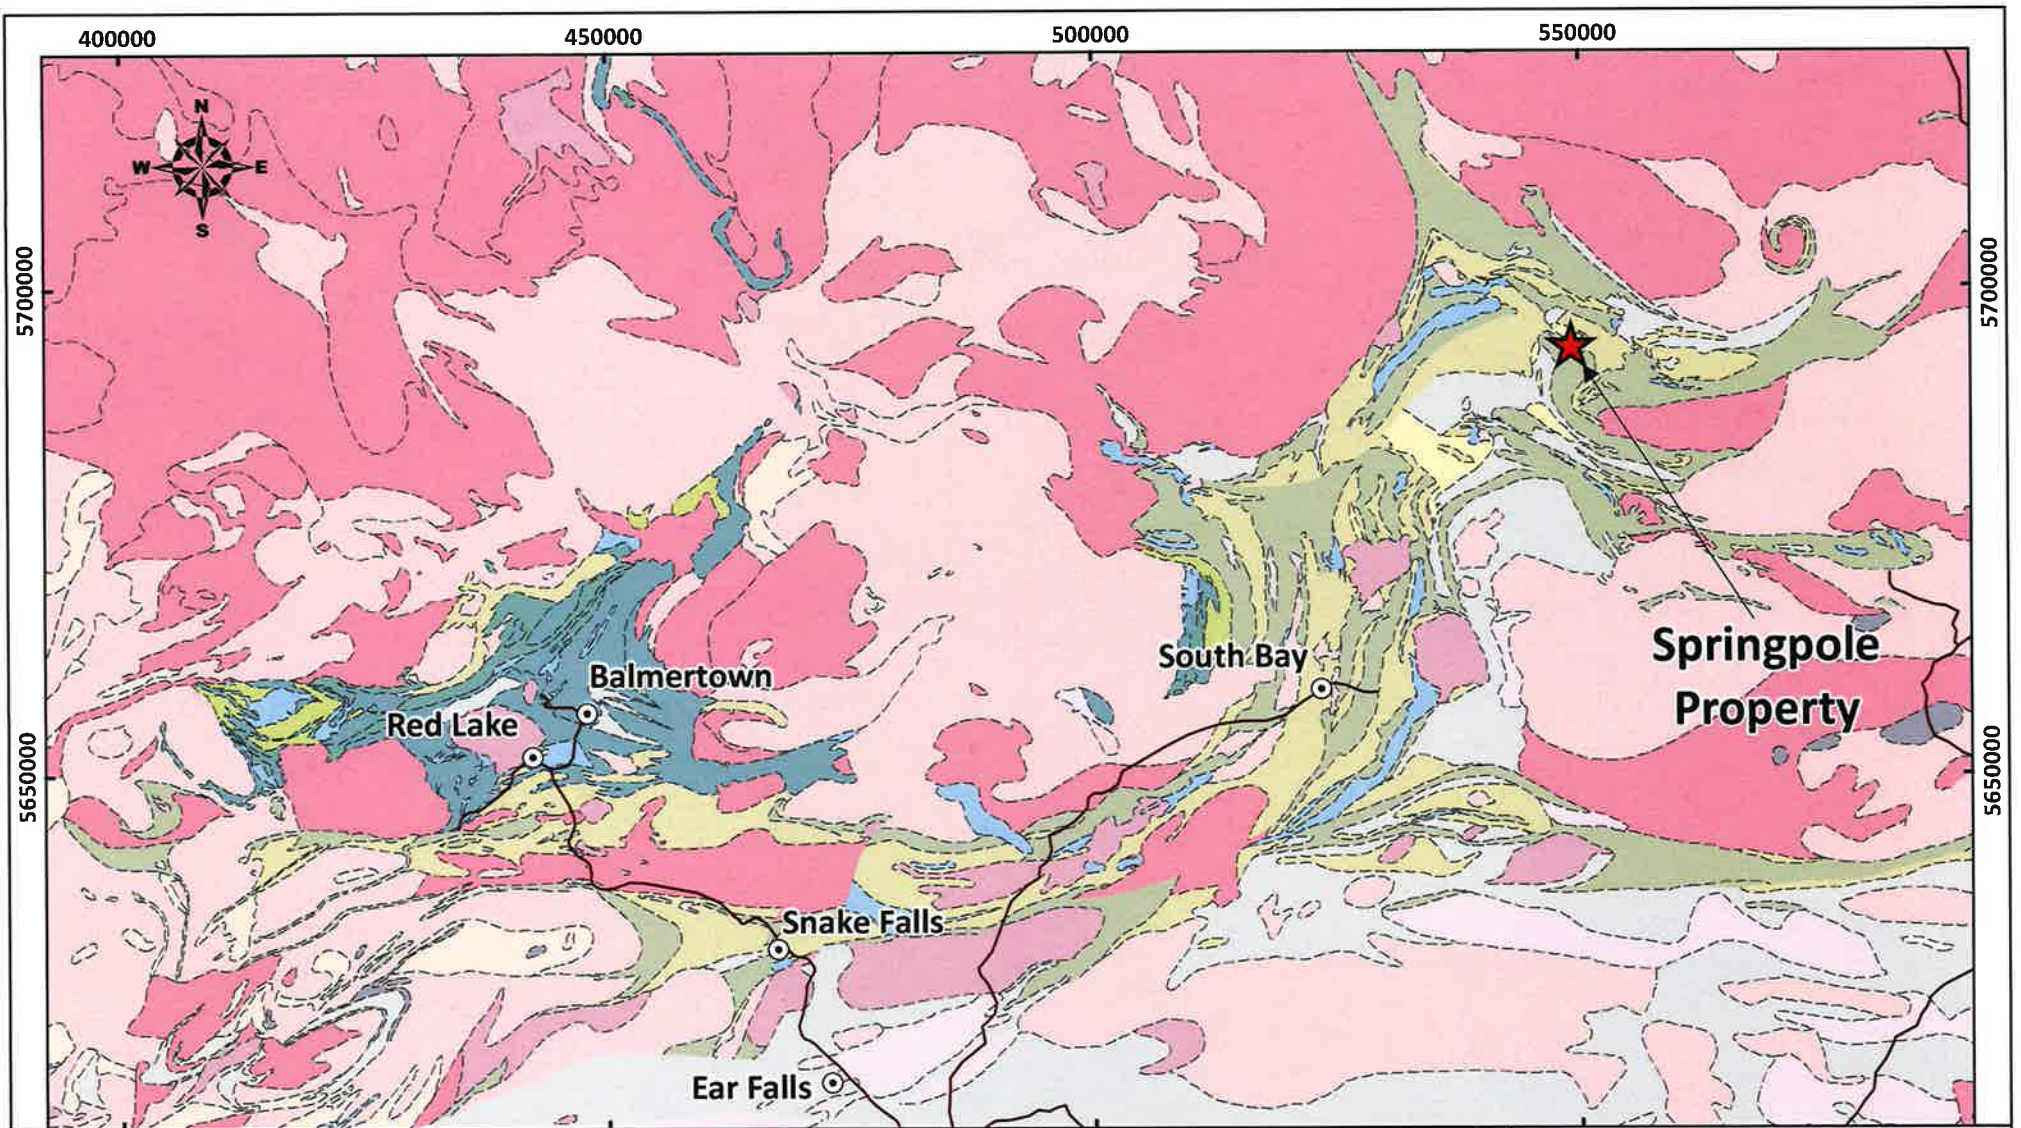 400000 450000 500000 550000
N
W E
S
5700000 5700000
Balmertown
Red Lake
South Bay
Springpole
Property
5650000 5650000
Snake Falls
Ear Falls